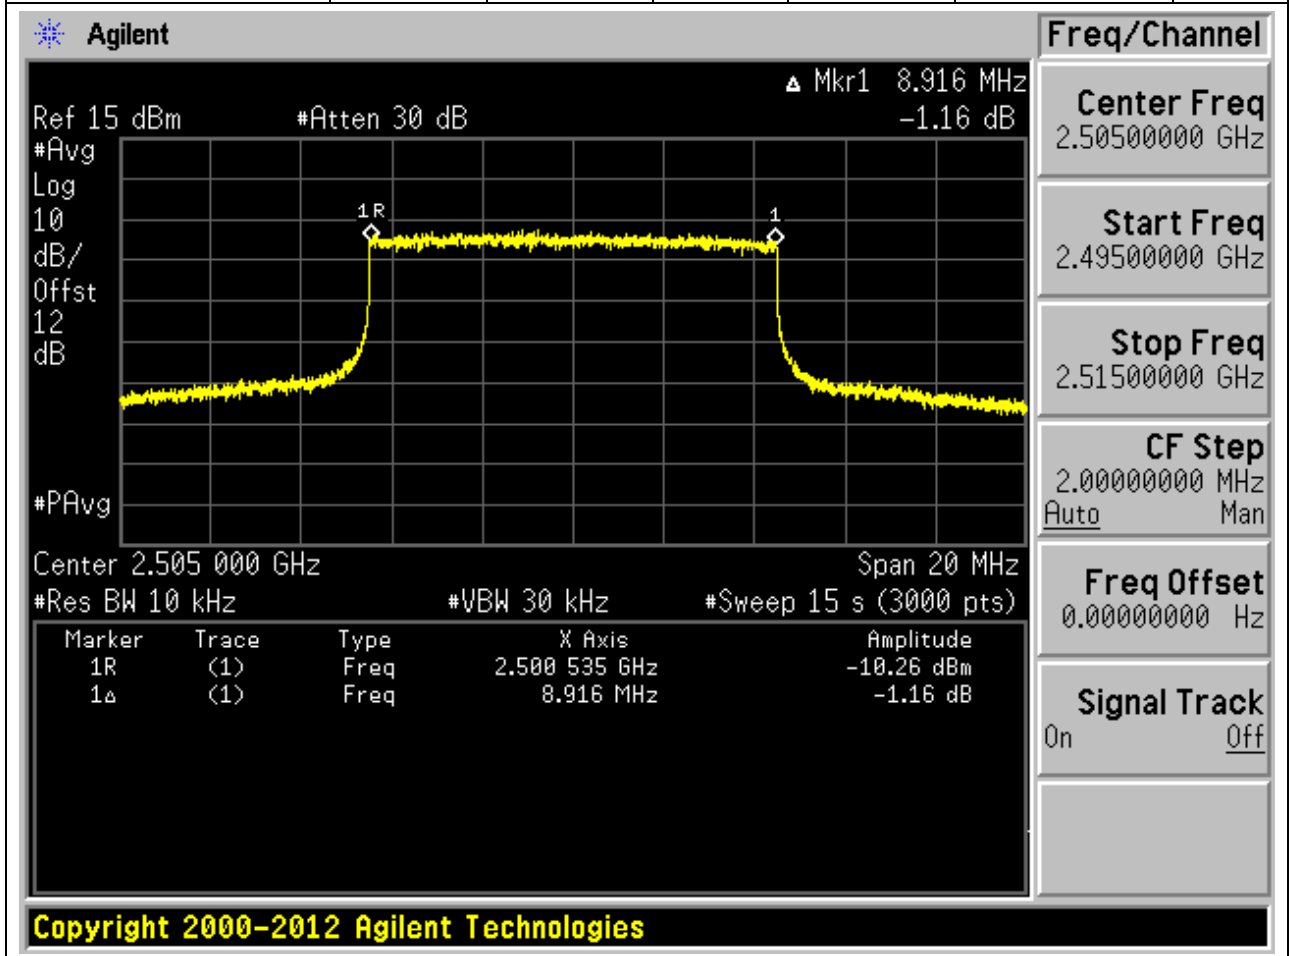 Agilent
Freq/Channel
Δ Mkr1 8.916 MHz
Ref 15 dBm #Atten 30 dB -1.16 dB
#Avg
Log
10
dB/
Offst
12
dB
1R
1
#PAvg
Center 2.505 000 GHz Span 20 MHz
#Res BW 10 kHz #VBW 30 kHz #Sweep 15 s (3000 pts)
Marker Trace Type X Axis Amplitude
1R (1) Freq 2.500 535 GHz -10.26 dBm
1Δ (1) Freq 8.916 MHz -1.16 dB
Center Freq
2.50500000 GHz
Start Freq
2.49500000 GHz
Stop Freq
2.51500000 GHz
CF Step
2.00000000 MHz
Auto Man
Freq Offset
0.00000000 Hz
Signal Track
On Off
Copyright 2000-2012 Agilent Technologies